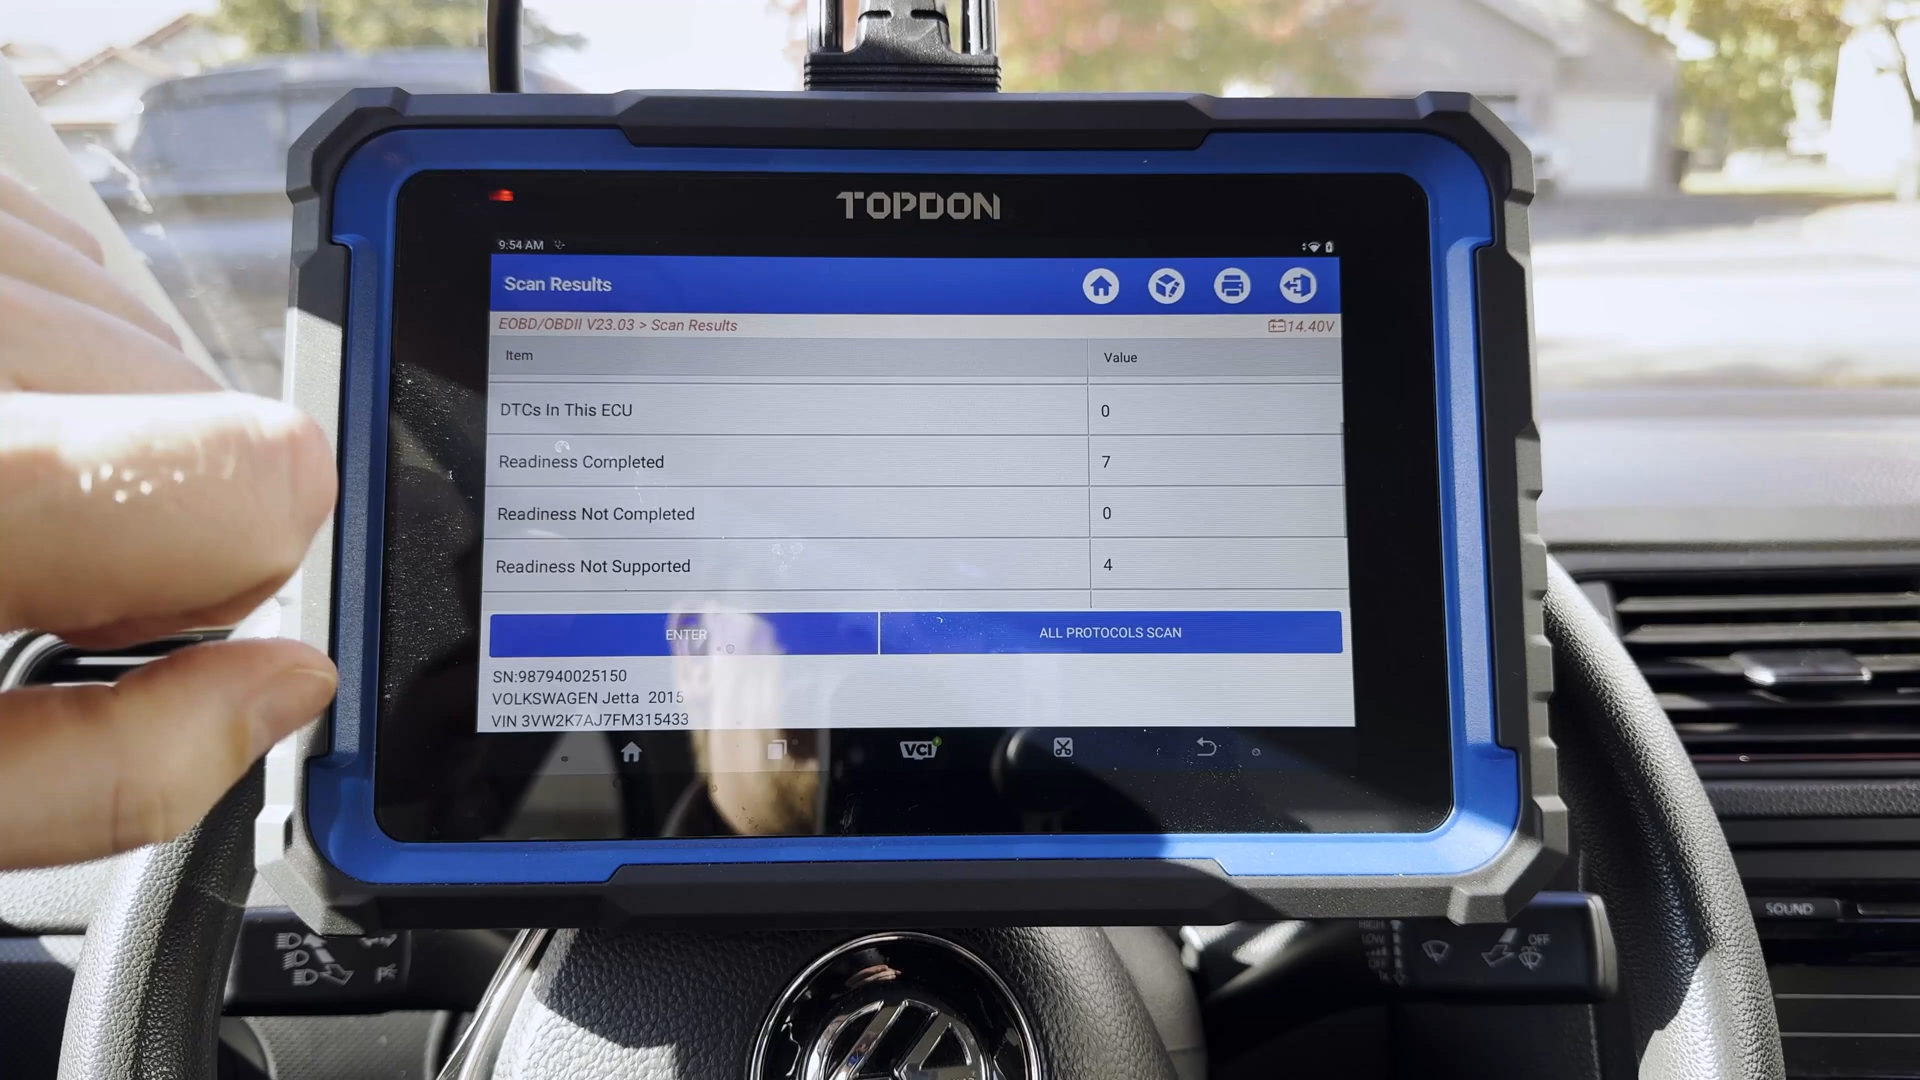 TOPDON
9:54 AM
Scan Results
EOBD/OBDII V23.03 > Scan Results
14.40V
Item Value
DTCs In This ECU 0
Readiness Completed 7
Readiness Not Completed 0
Readiness Not Supported 4
ENTER ALL PROTOCOLS SCAN
SN:987940025150
VOLKSWAGEN Jetta 2015
VIN 3VW2K7AJ7FM315433
VCI
SOUND
HIGH
LOW
OFF